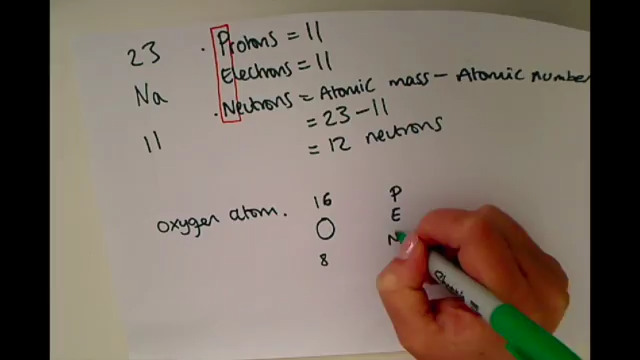 23
Na
11
. Protons = 11
Electrons = 11
. Neutrons = Atomic mass - Atomic number
= 23 - 11
= 12 neutrons
oxygen atom.
16
O
8
P
E
N